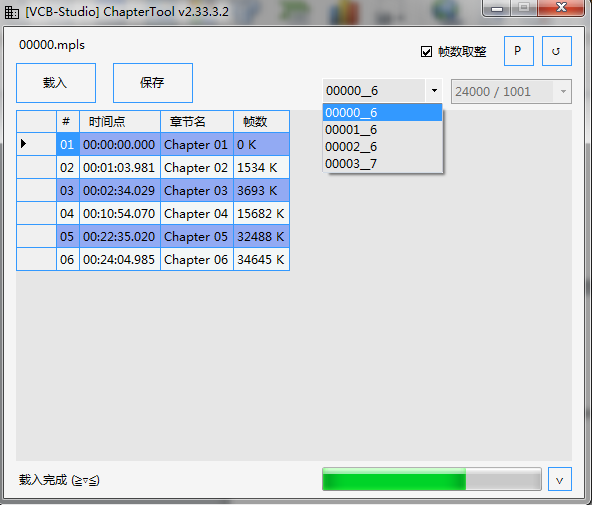 [VCB-Studio] ChapterTool v2.33.3.2
00000.mpls
帧数取整
P
↺
载入
保存
00000__6
24000 / 1001
00000__6
00001__6
00002__6
00003__7
# 时间点 章节名 帧数
01 00:00:00.000 Chapter 01 0 K
02 00:01:03.981 Chapter 02 1534 K
03 00:02:34.029 Chapter 03 3693 K
04 00:10:54.070 Chapter 04 15682 K
05 00:22:35.020 Chapter 05 32488 K
06 00:24:04.985 Chapter 06 34645 K
载入完成 (≧▽≦)
∨